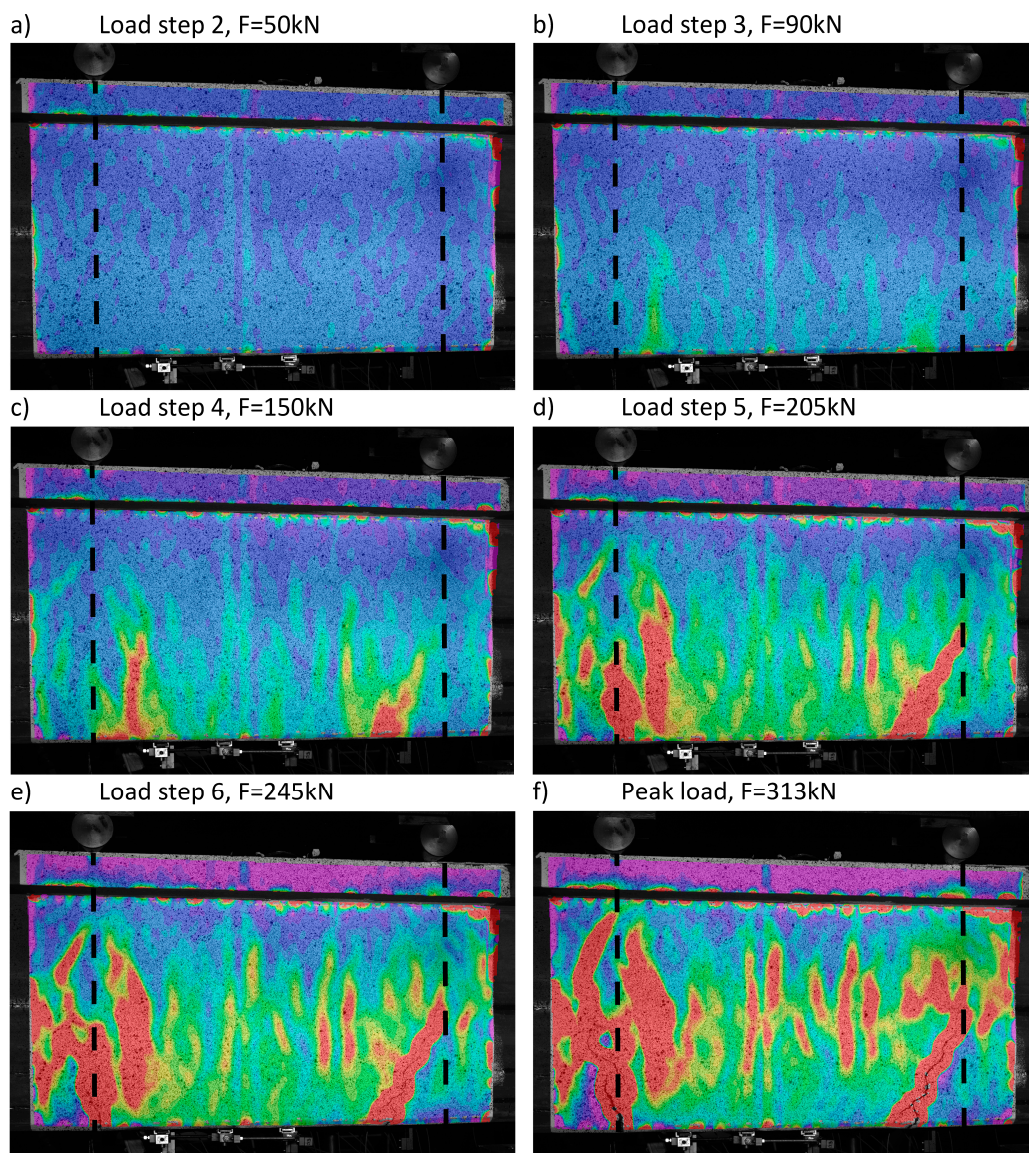 a) Load step 2, F=50kN
b) Load step 3, F=90kN
c) Load step 4, F=150kN
d) Load step 5, F=205kN
e) Load step 6, F=245kN
f) Peak load, F=313kN